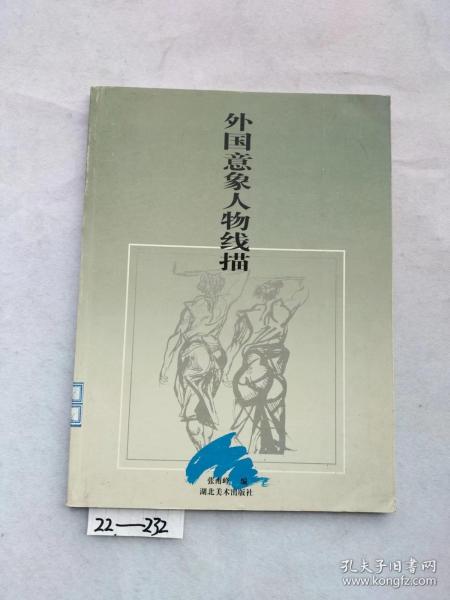 外国意象人物线描
张雨峰 编
湖北美术出版社
22—232
孔夫子旧书网
www.kongfz.com